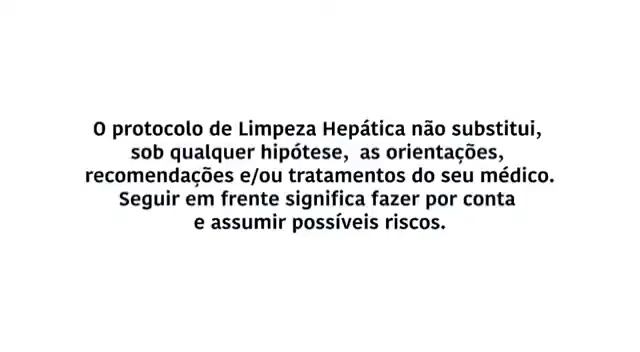 O protocolo de Limpeza Hepática não substitui,
sob qualquer hipótese, as orientações,
recomendações e/ou tratamentos do seu médico.
Seguir em frente significa fazer por conta
e assumir possíveis riscos.